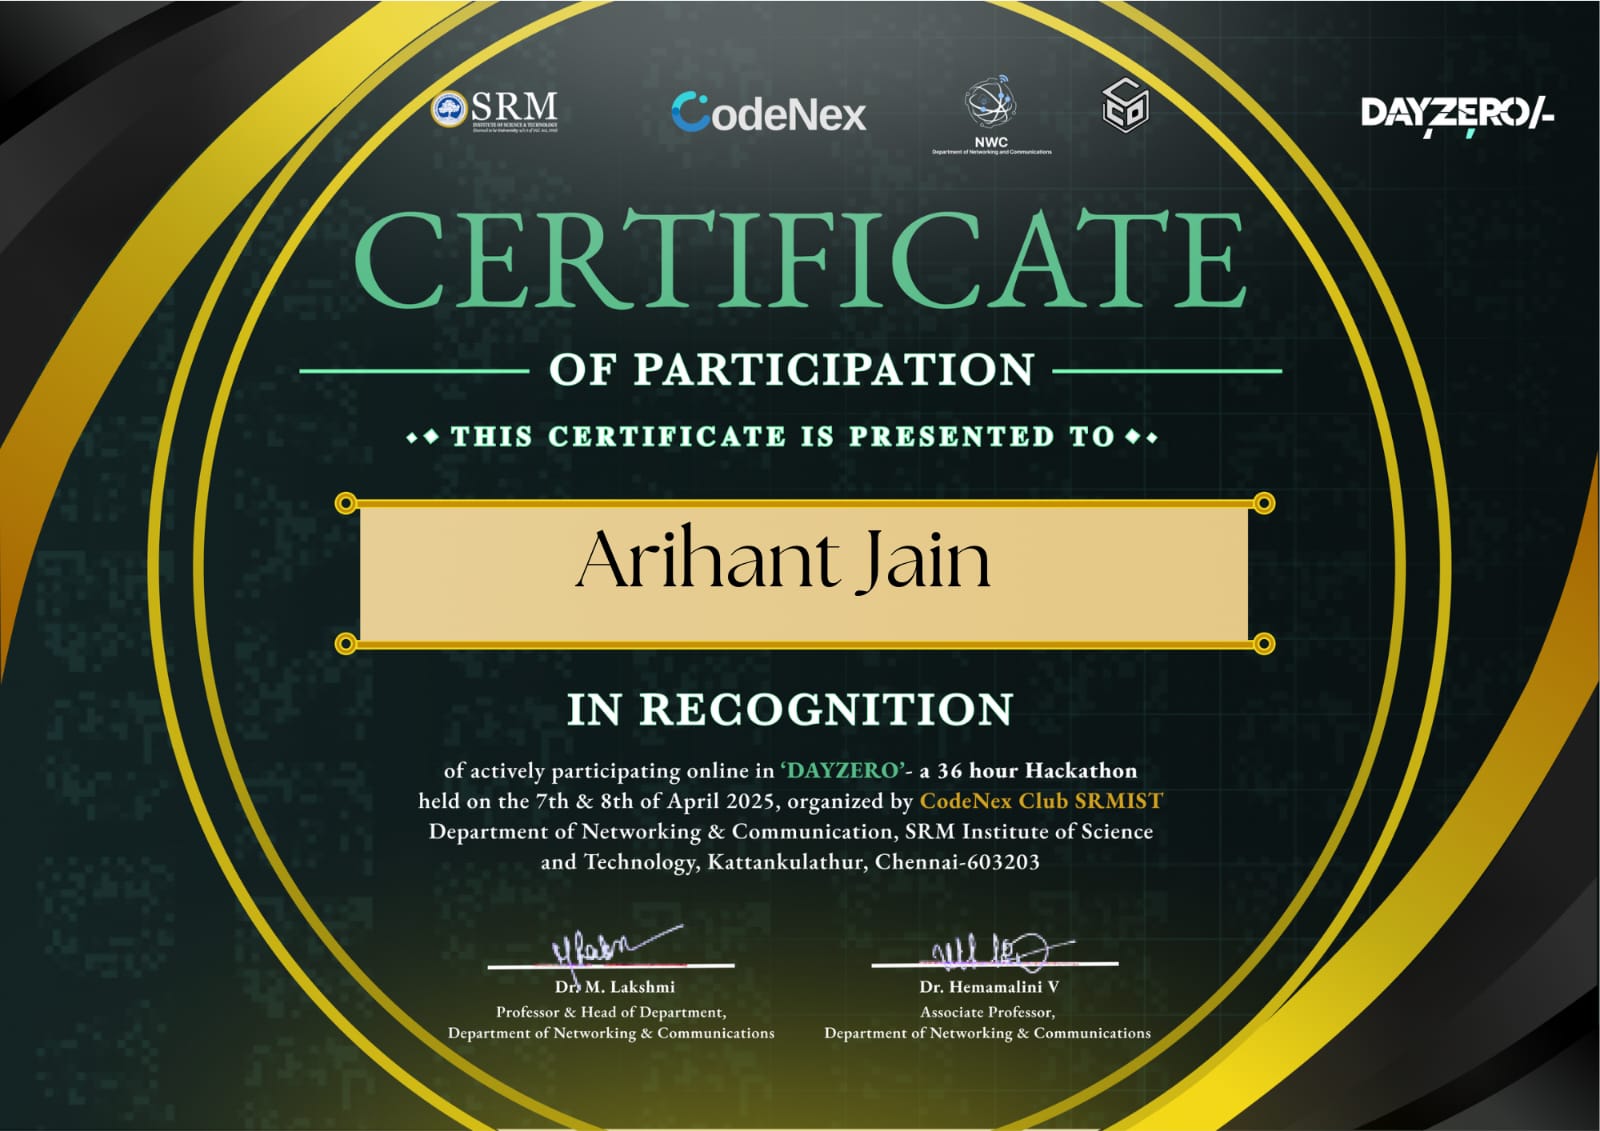 SRM
INSTITUTE OF SCIENCE & TECHNOLOGY
CodeNex
NWC
Department of Networking and Communications
DAYZERO/-
CERTIFICATE
OF PARTICIPATION
THIS CERTIFICATE IS PRESENTED TO
Arihant Jain
IN RECOGNITION
of actively participating online in ‘DAYZERO’- a 36 hour Hackathon
held on the 7th & 8th of April 2025, organized by CodeNex Club SRMIST
Department of Networking & Communication, SRM Institute of Science
and Technology, Kattankulathur, Chennai-603203
Dr. M. Lakshmi
Professor & Head of Department,
Department of Networking & Communications
Dr. Hemamalini V
Associate Professor,
Department of Networking & Communications